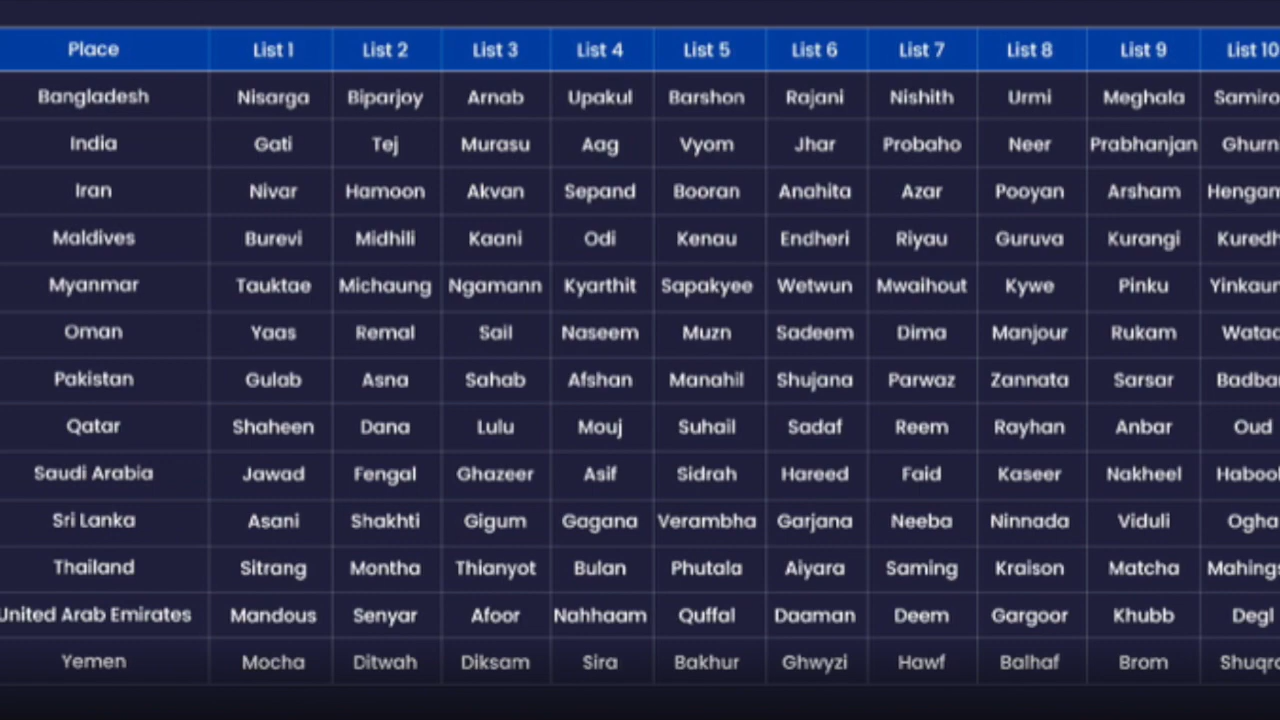 Place List 1 List 2 List 3 List 4 List 5 List 6 List 7 List 8 List 9 List 10
Bangladesh Nisarga Biparjoy Arnab Upakul Barshon Rajani Nishith Urmi Meghala Samiro
India Gati Tej Murasu Aag Vyom Jhar Probaho Neer Prabhanjan Ghurn
Iran Nivar Hamoon Akvan Sepand Booran Anahita Azar Pooyan Arsham Hengam
Maldives Burevi Midhili Kaani Odi Kenau Endheri Riyau Guruva Kurangi Kuredh
Myanmar Tauktae Michaung Ngamann Kyarthit Sapakyee Wetwun Mwaihout Kywe Pinku Yinkaun
Oman Yaas Remal Sail Naseem Muzn Sadeem Dima Manjour Rukam Watad
Pakistan Gulab Asna Sahab Afshan Manahil Shujana Parwaz Zannata Sarsar Badba
Qatar Shaheen Dana Lulu Mouj Suhail Sadaf Reem Rayhan Anbar Oud
Saudi Arabia Jawad Fengal Ghazeer Asif Sidrah Hareed Faid Kaseer Nakheel Haboo
Sri Lanka Asani Shakhti Gigum Gagana Verambha Garjana Neeba Ninnada Viduli Ogha
Thailand Sitrang Montha Thianyot Bulan Phutala Aiyara Saming Kraison Matcha Mahings
United Arab Emirates Mandous Senyar Afoor Nahhaam Quffal Daaman Deem Gargoor Khubb Degl
Yemen Mocha Ditwah Diksam Sira Bakhur Ghwyzi Hawf Balhaf Brom Shuqr